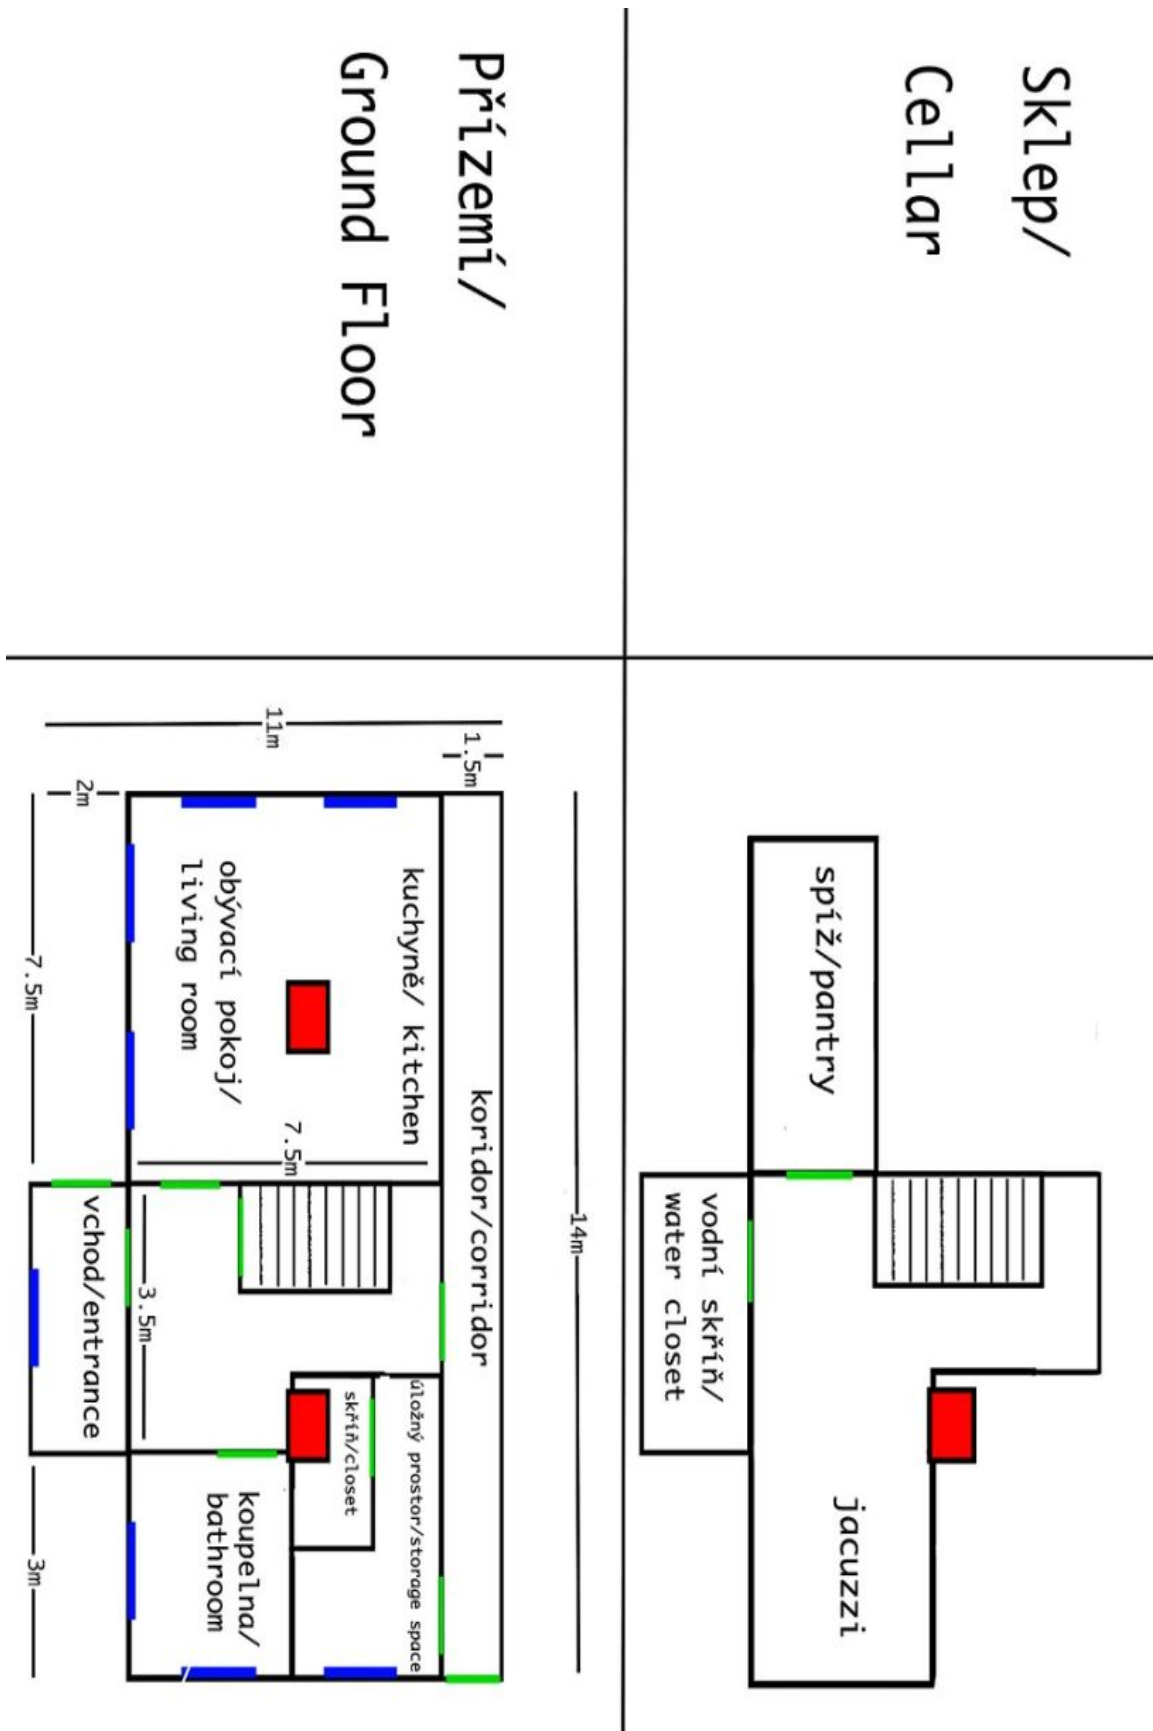 Sklep/
Cellar
spíž/pantry
vodní skříň/
water closet
jacuzzi
Přízemí/
Ground Floor
11m
1.5m
2m
14m
7.5m
kuchyně/ kitchen
obývací pokoj/
living room
7.5m
koridor/corridor
vchod/entrance
3.5m
úložný prostor/storage space
skříň/closet
koupelna/
bathroom
3m